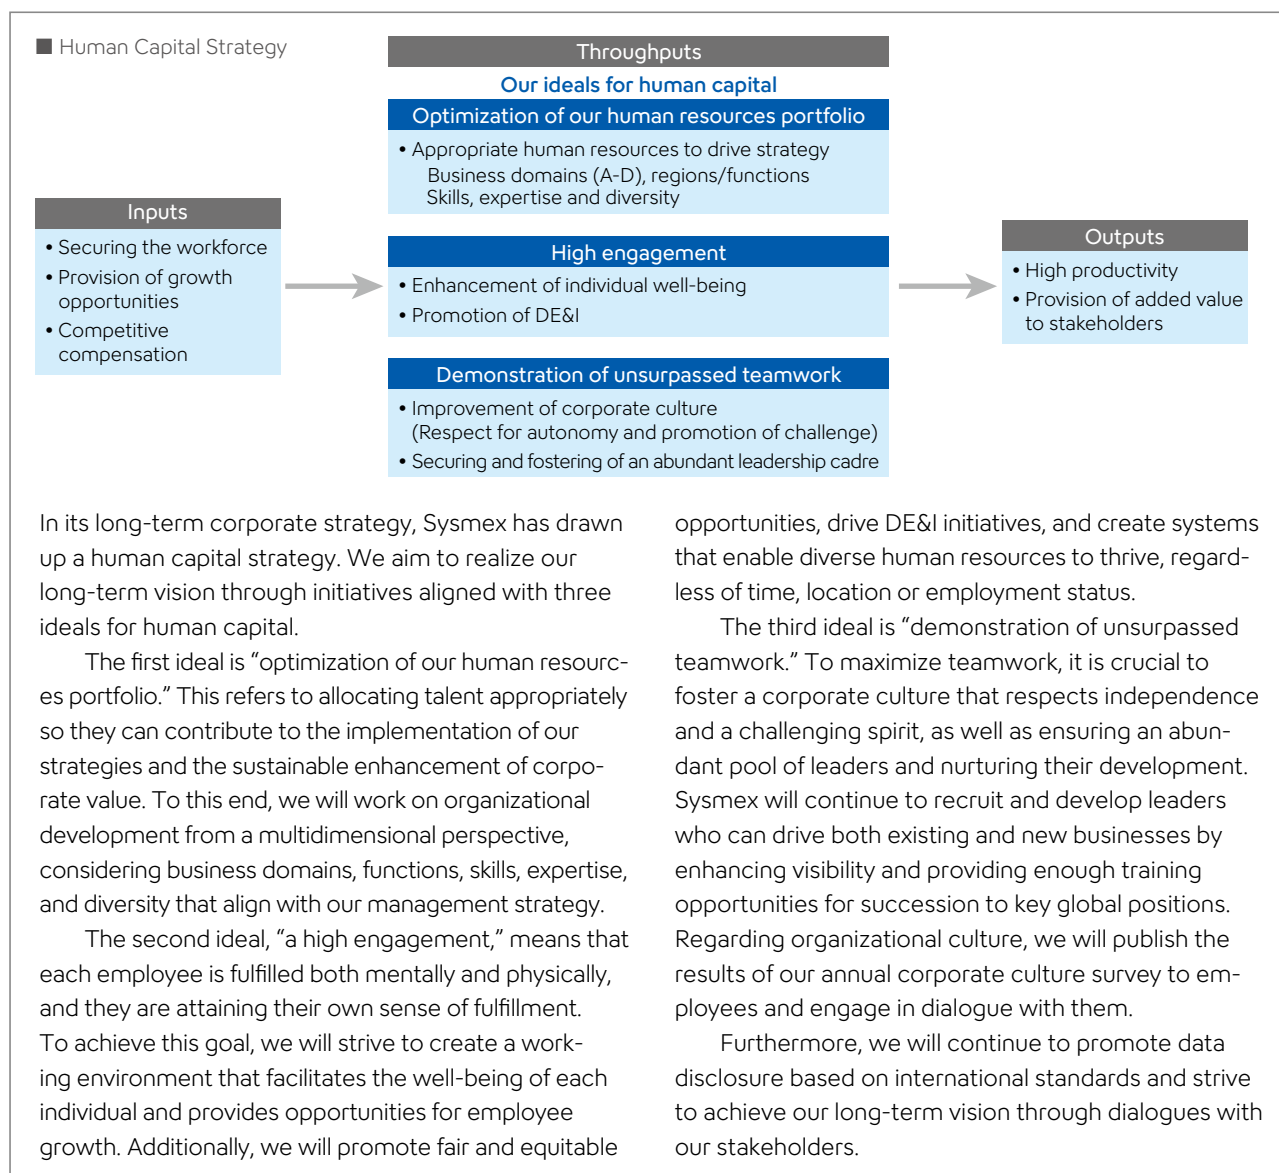 ■ Human Capital Strategy
Throughputs
Our ideals for human capital
Optimization of our human resources portfolio
• Appropriate human resources to drive strategy
Business domains (A-D), regions/functions
Skills, expertise and diversity
Inputs
• Securing the workforce
• Provision of growth
opportunities
• Competitive
compensation
High engagement
• Enhancement of individual well-being
• Promotion of DE&I
Demonstration of unsurpassed teamwork
• Improvement of corporate culture
(Respect for autonomy and promotion of challenge)
• Securing and fostering of an abundant leadership cadre
Outputs
• High productivity
• Provision of added value
to stakeholders
In its long-term corporate strategy, Sysmex has drawn
up a human capital strategy. We aim to realize our
long-term vision through initiatives aligned with three
ideals for human capital.
The first ideal is “optimization of our human resourc-
es portfolio.” This refers to allocating talent appropriately
so they can contribute to the implementation of our
strategies and the sustainable enhancement of corpo-
rate value. To this end, we will work on organizational
development from a multidimensional perspective,
considering business domains, functions, skills, expertise,
and diversity that align with our management strategy.
The second ideal, “a high engagement,” means that
each employee is fulfilled both mentally and physically,
and they are attaining their own sense of fulfillment.
To achieve this goal, we will strive to create a work-
ing environment that facilitates the well-being of each
individual and provides opportunities for employee
growth. Additionally, we will promote fair and equitable
opportunities, drive DE&I initiatives, and create systems
that enable diverse human resources to thrive, regard-
less of time, location or employment status.
The third ideal is “demonstration of unsurpassed
teamwork.” To maximize teamwork, it is crucial to
foster a corporate culture that respects independence
and a challenging spirit, as well as ensuring an abun-
dant pool of leaders and nurturing their development.
Sysmex will continue to recruit and develop leaders
who can drive both existing and new businesses by
enhancing visibility and providing enough training
opportunities for succession to key global positions.
Regarding organizational culture, we will publish the
results of our annual corporate culture survey to em-
ployees and engage in dialogue with them.
Furthermore, we will continue to promote data
disclosure based on international standards and strive
to achieve our long-term vision through dialogues with
our stakeholders.